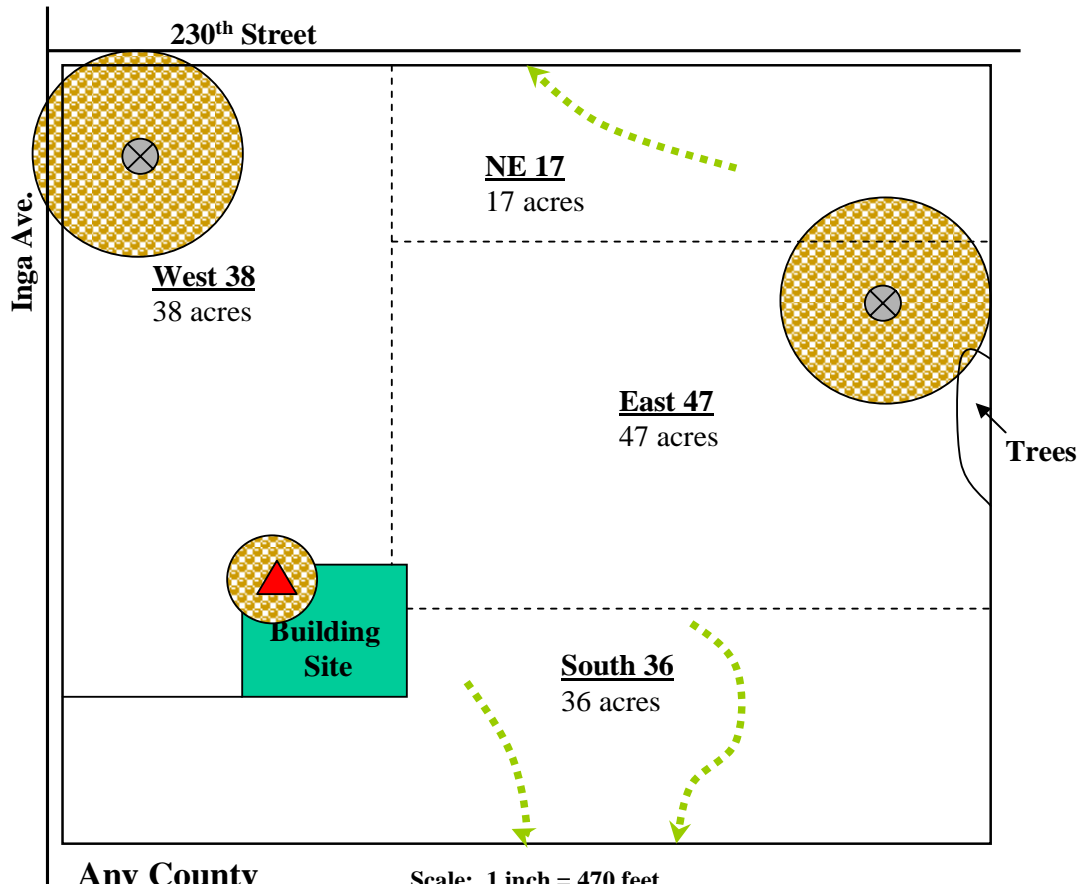 230th Street
Inga Ave.
NE 17
17 acres
West 38
38 acres
East 47
47 acres
Trees
Building
Site
South 36
36 acres
Any County
Scale: 1 inch = 470 feet